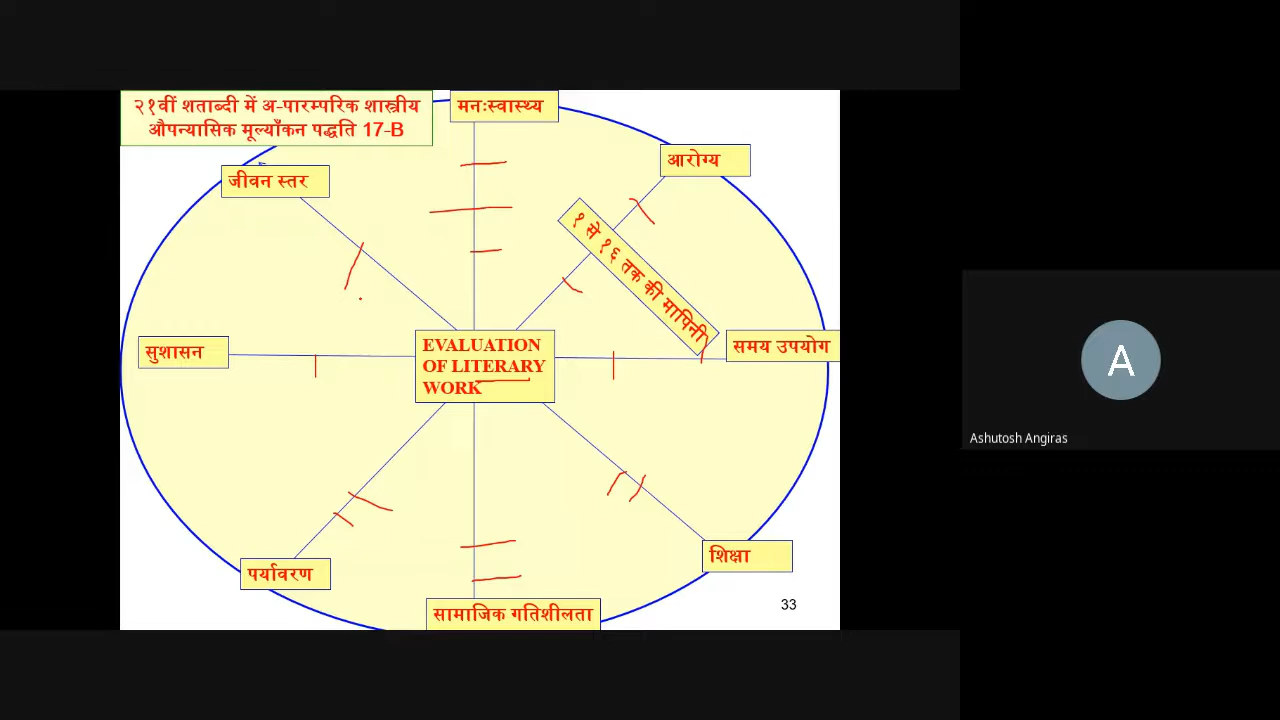 २१वीं शताब्दी में अ-पारम्परिक शास्त्रीय
औपन्यासिक मूल्याँकन पद्धति 17-B
मनःस्वास्थ्य
आरोग्य
जीवन स्तर
१ से १६ तक की मापिनी
सुशासन
EVALUATION
OF LITERARY
WORK
समय उपयोग
शिक्षा
पर्यावरण
सामाजिक गतिशीलता
33
A
Ashutosh Angiras